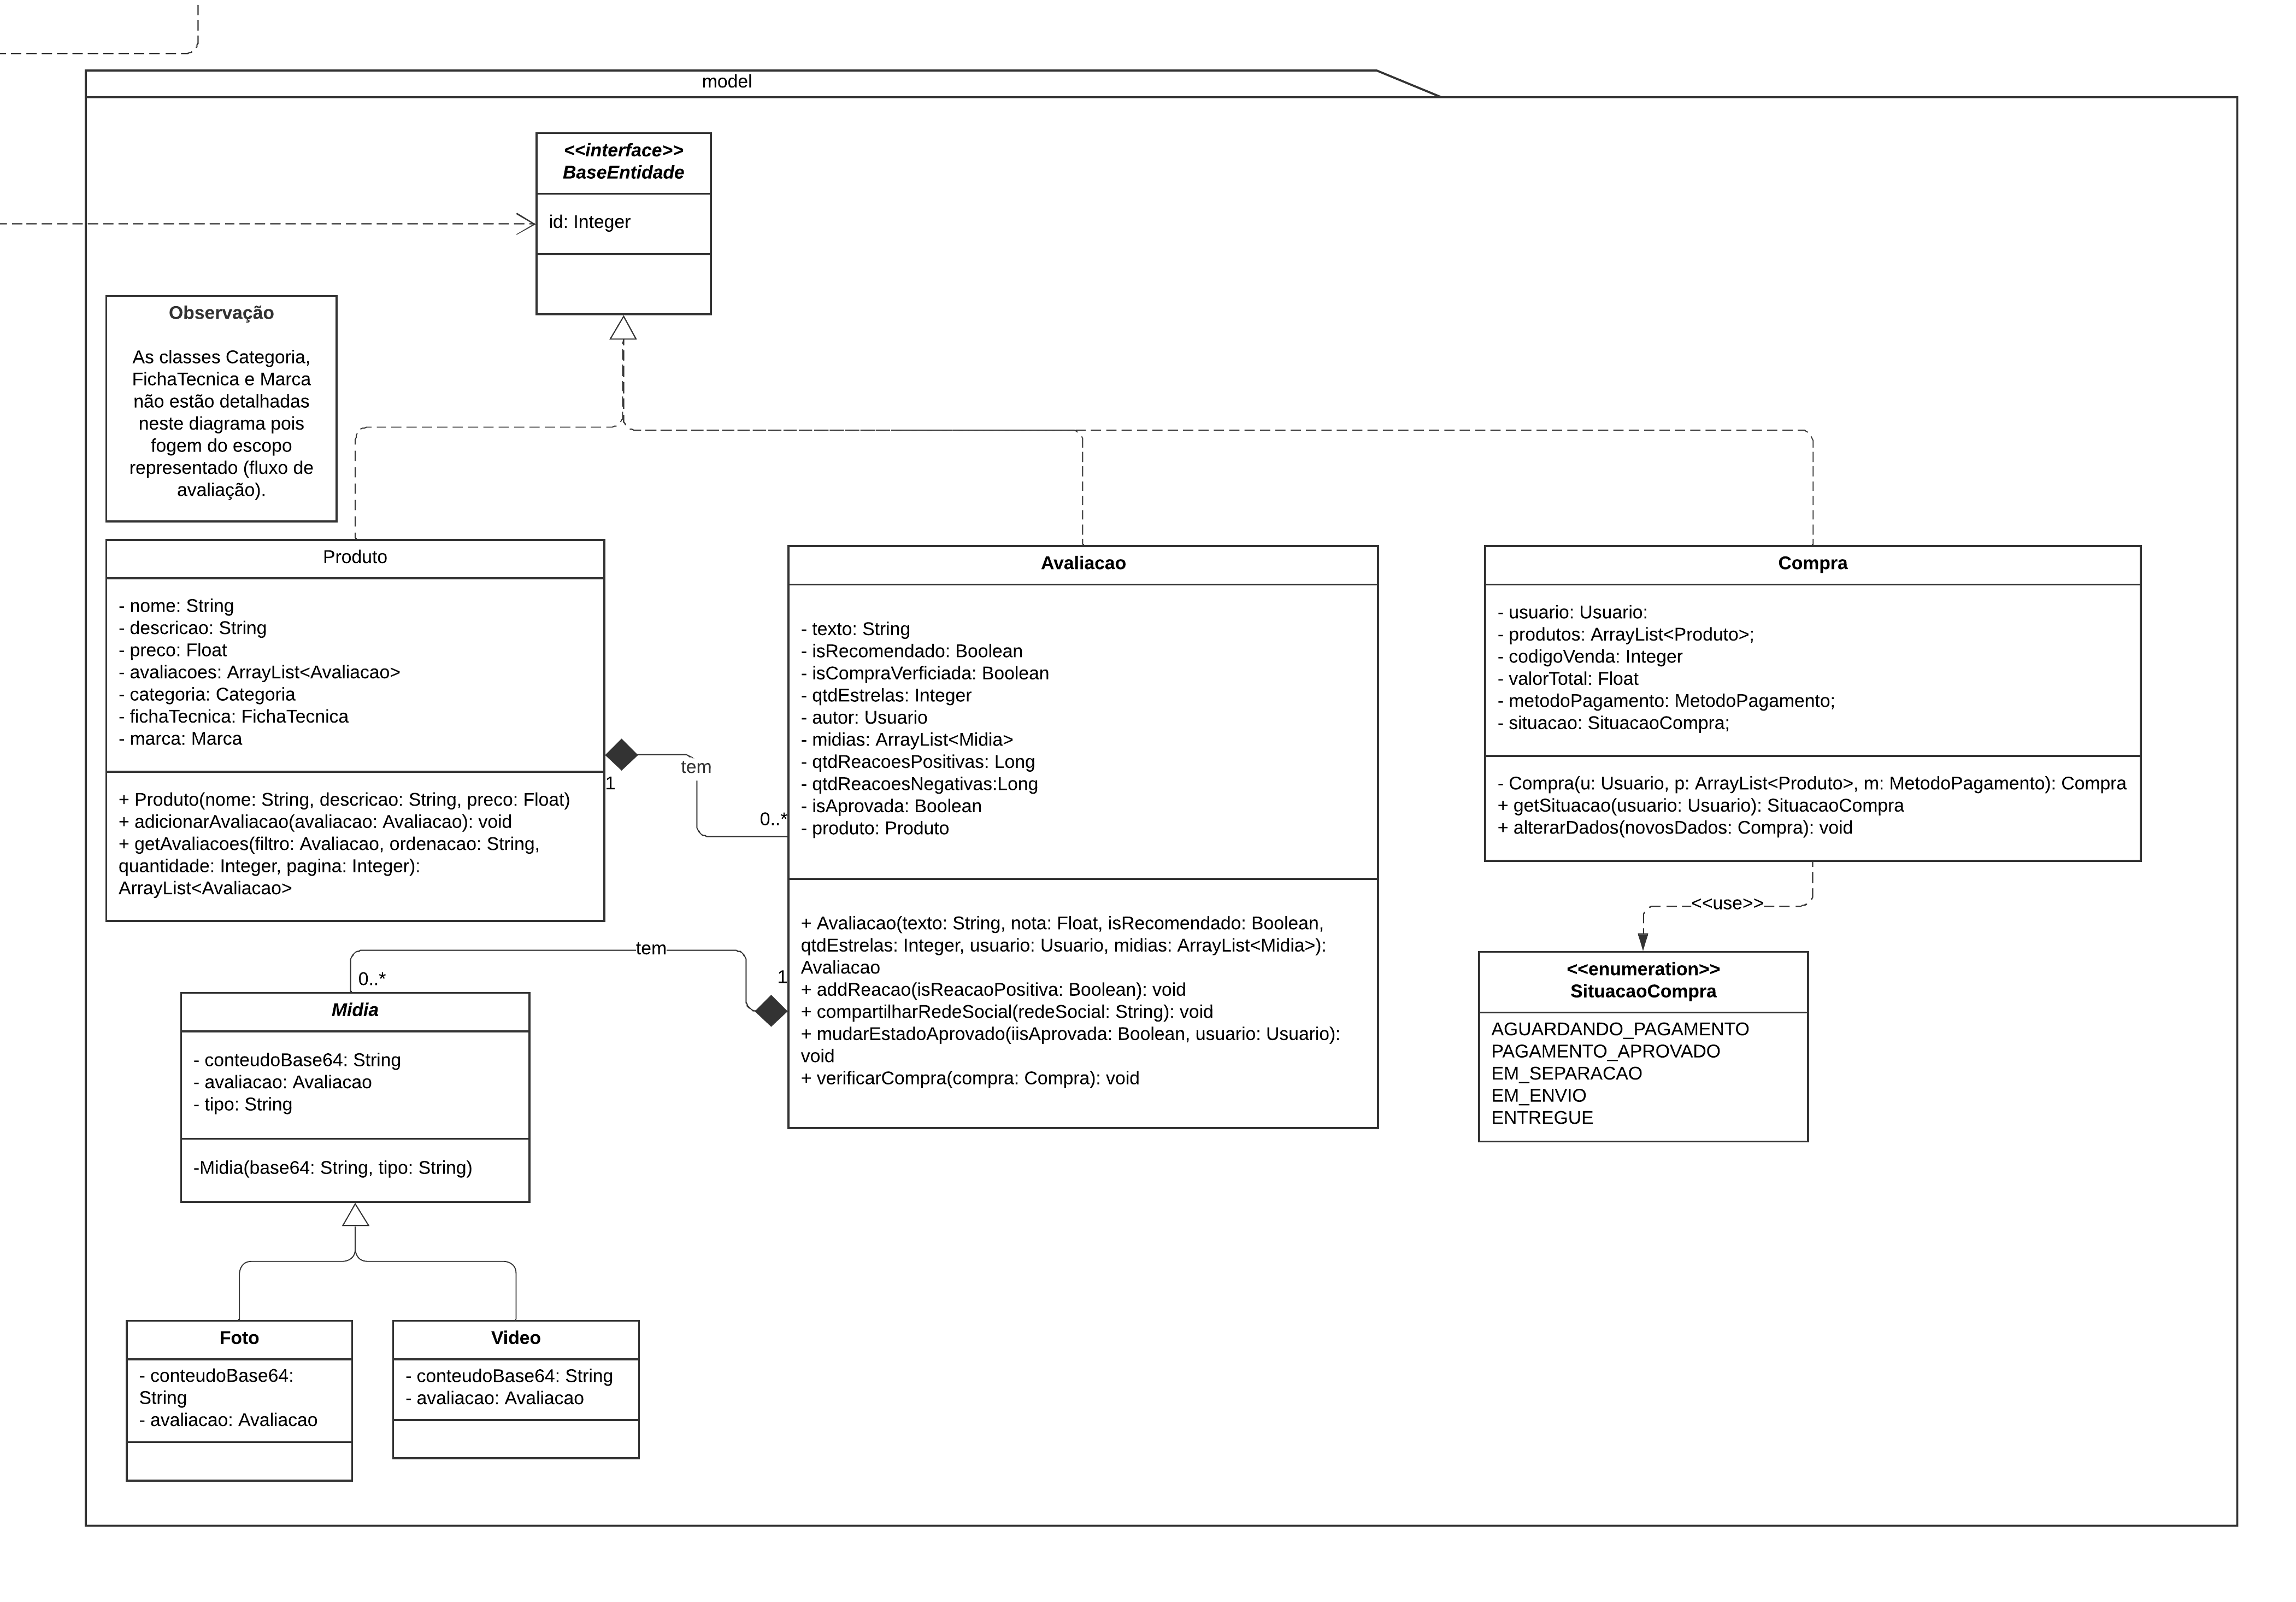 model
<<interface>>
BaseEntidade
id: Integer
Observação
As classes Categoria,
FichaTecnica e Marca
não estão detalhadas
neste diagrama pois
fogem do escopo
representado (fluxo de
avaliação).
Produto
- nome: String
- descricao: String
- preco: Float
- avaliacoes: ArrayList<Avaliacao>
- categoria: Categoria
- fichaTecnica: FichaTecnica
- marca: Marca
+ Produto(nome: String, descricao: String, preco: Float)
+ adicionarAvaliacao(avaliacao: Avaliacao): void
+ getAvaliacoes(filtro: Avaliacao, ordenacao: String,
quantidade: Integer, pagina: Integer):
ArrayList<Avaliacao>
1
tem
0..*
Avaliacao
- texto: String
- isRecomendado: Boolean
- isCompraVerficiada: Boolean
- qtdEstrelas: Integer
- autor: Usuario
- midias: ArrayList<Midia>
- qtdReacoesPositivas: Long
- qtdReacoesNegativas:Long
- isAprovada: Boolean
- produto: Produto
+ Avaliacao(texto: String, nota: Float, isRecomendado: Boolean,
qtdEstrelas: Integer, usuario: Usuario, midias: ArrayList<Midia>):
Avaliacao
+ addReacao(isReacaoPositiva: Boolean): void
+ compartilharRedeSocial(redeSocial: String): void
+ mudarEstadoAprovado(iisAprovada: Boolean, usuario: Usuario):
void
+ verificarCompra(compra: Compra): void
Compra
- usuario: Usuario:
- produtos: ArrayList<Produto>;
- codigoVenda: Integer
- valorTotal: Float
- metodoPagamento: MetodoPagamento;
- situacao: SituacaoCompra;
- Compra(u: Usuario, p: ArrayList<Produto>, m: MetodoPagamento): Compra
+ getSituacao(usuario: Usuario): SituacaoCompra
+ alterarDados(novosDados: Compra): void
<<use>>
<<enumeration>>
SituacaoCompra
AGUARDANDO_PAGAMENTO
PAGAMENTO_APROVADO
EM_SEPARACAO
EM_ENVIO
ENTREGUE
tem
0..*
1
Midia
- conteudoBase64: String
- avaliacao: Avaliacao
- tipo: String
-Midia(base64: String, tipo: String)
Foto
- conteudoBase64:
String
- avaliacao: Avaliacao
Video
- conteudoBase64: String
- avaliacao: Avaliacao